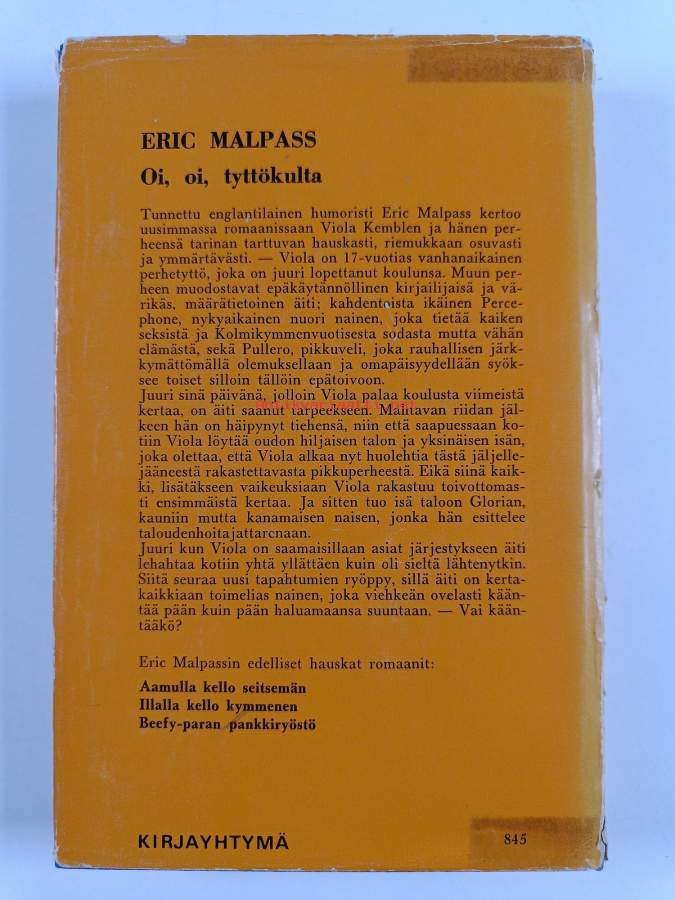 ERIC MALPASS
Oi, oi, tyttökulta
Tunnettu englantilainen humoristi Eric Malpass kertoo
uusimmassa romaanissaan Viola Kemblen ja hänen per-
heensä tarinan tarttuvan hauskasti, riemukkaan osuvasti
ja ymmärtävästi. — Viola on 17-vuotias vanhanaikainen
perhetyttö, joka on juuri lopettanut koulunsa. Muun per-
heen muodostavat epäkäytännöllinen kirjailijaisä ja vä-
rikäs, määrätietoinen äiti; kahdentoista ikäinen Perce-
phone, nykyaikainen nuori nainen, joka tietää kaiken
seksistä ja Kolmikymmenvuotisesta sodasta mutta vähän
elämästä, sekä Pullero, pikkuveli, joka rauhallisen järk-
kymättömällä olemuksellaan ja omapäisyydellään syök-
see toiset silloin tällöin epätoivoon.
Juuri sinä päivänä, jolloin Viola palaa koulusta viimeistä
kertaa, on äiti saanut tarpeekseen. Mahtavan riidan jäl-
keen hän on häipynyt tiehensä, niin että saapuessaan ko-
tiin Viola löytää oudon hiljaisen talon ja yksinäisen isän,
joka olettaa, että Viola alkaa nyt huolehtia tästä jäljelle-
jääneestä rakastettavasta pikkuperheestä. Eikä siinä kaik-
ki, lisätäkseen vaikeuksiaan Viola rakastuu toivottomas-
ti ensimmäistä kertaa. Ja sitten tuo isä taloon Glorian,
kauniin mutta kanamaisen naisen, jonka hän esittelee
taloudenhoitajattarenaan.
Juuri kun Viola on saamaisillaan asiat järjestykseen äiti
lehahtaa kotiin yhtä yllättäen kuin oli sieltä lähtenytkin.
Siitä seuraa uusi tapahtumien ryöppy, sillä äiti on kerta-
kaikkiaan toimelias nainen, joka viehkeän ovelasti kään-
tää pään kuin pään haluamaansa suuntaan. — Vai kään-
tääkö?
Eric Malpassin edelliset hauskat romaanit:
Aamulla kello seitsemän
Illalla kello kymmenen
Beefy-paran pankkiryöstö
KIRJAYHTYMÄ
845